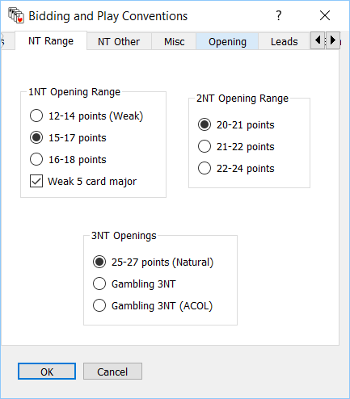 Bidding and Play Conventions
s NT Range NT Other Misc Opening Leads
1NT Opening Range
12-14 points (Weak)
15-17 points
16-18 points
Weak 5 card major
2NT Opening Range
20-21 points
21-22 points
22-24 points
3NT Openings
25-27 points (Natural)
Gambling 3NT
Gambling 3NT (ACOL)
OK Cancel